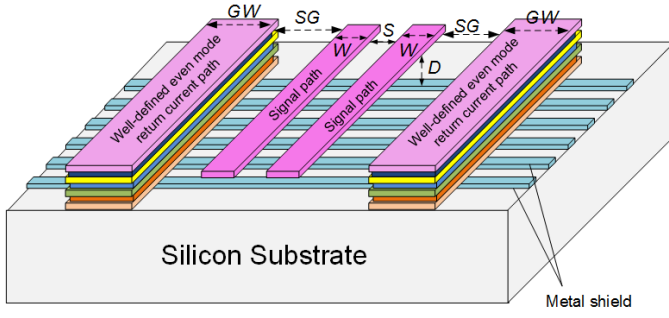 GW
SG
S
SG
GW
W
W
D
Well-defined even mode
return current path
Signal path
Signal path
Well-defined even mode
return current path
Silicon Substrate
Metal shield